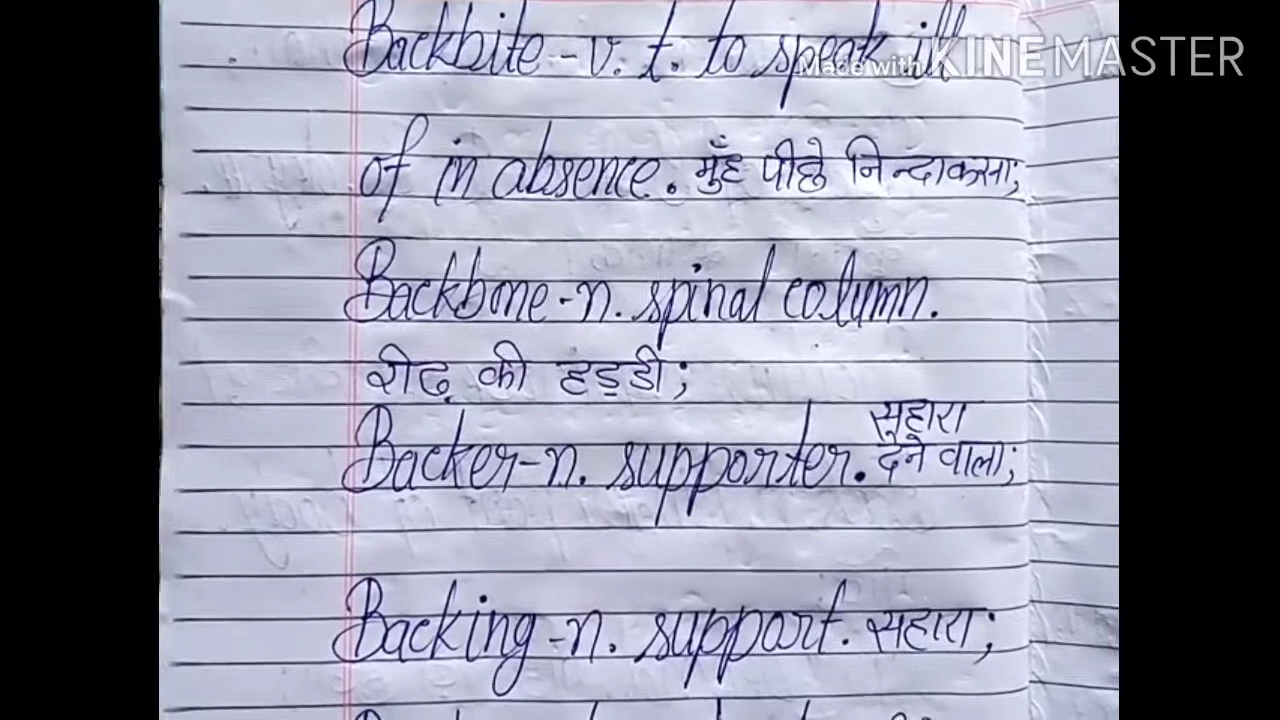 Backbite - v. t. to speak ill
Made with KINEMASTER
of in absence. मुँह पीछे निन्दा करना;
Backbone - n. spinal column.
रीढ़ की हड्डी;
Backer - n. supporter. सहारा
देने वाला;
Backing - n. support. सहारा;